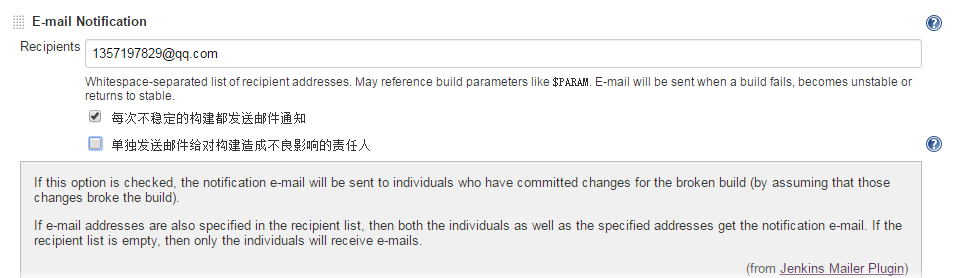 E-mail Notification
Recipients
1357197829@qq.com
Whitespace-separated list of recipient addresses. May reference build parameters like $PARAM. E-mail will be sent when a build fails, becomes unstable or
returns to stable.
每次不稳定的构建都发送邮件通知
单独发送邮件给对构建造成不良影响的责任人
If this option is checked, the notification e-mail will be sent to individuals who have committed changes for the broken build (by assuming that those
changes broke the build).
If e-mail addresses are also specified in the recipient list, then both the individuals as well as the specified addresses get the notification e-mail. If the
recipient list is empty, then only the individuals will receive e-mails.
(from Jenkins Mailer Plugin)